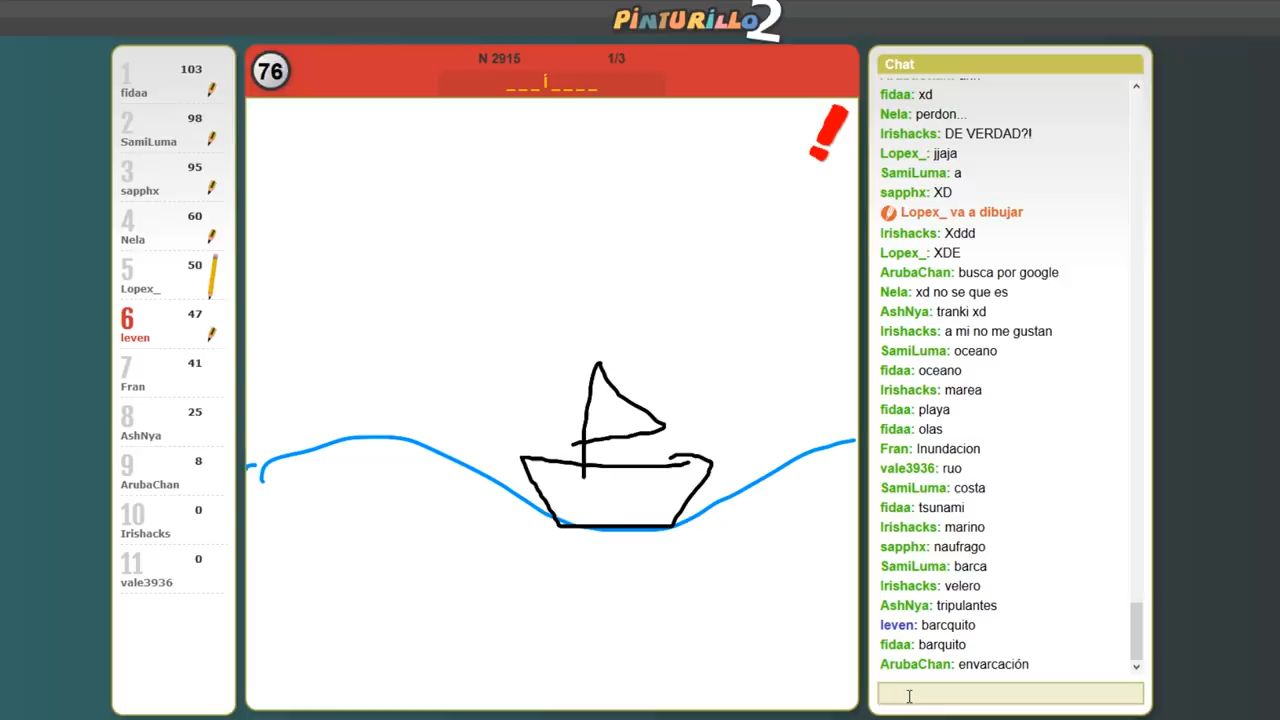 PiNTURiLLO2
1 103
fidaa
2 98
SamiLuma
3 95
sapphx
4 60
Nela
5 50
Lopex_
6 47
leven
7 41
Fran
8 25
AshNya
9 8
ArubaChan
10 0
Irishacks
11 0
vale3936
76
N 2915 1/3
___í____
!
Chat
fidaa: xd
Nela: perdon...
Irishacks: DE VERDAD?!
Lopex_: jjaja
SamiLuma: a
sapphx: XD
Lopex_ va a dibujar
Irishacks: Xddd
Lopex_: XDE
ArubaChan: busca por google
Nela: xd no se que es
AshNya: tranki xd
Irishacks: a mi no me gustan
SamiLuma: oceano
fidaa: oceano
Irishacks: marea
fidaa: playa
fidaa: olas
Fran: Inundacion
vale3936: ruo
SamiLuma: costa
fidaa: tsunami
Irishacks: marino
sapphx: naufrago
SamiLuma: barca
Irishacks: velero
AshNya: tripulantes
leven: barcquito
fidaa: barquito
ArubaChan: envarcación